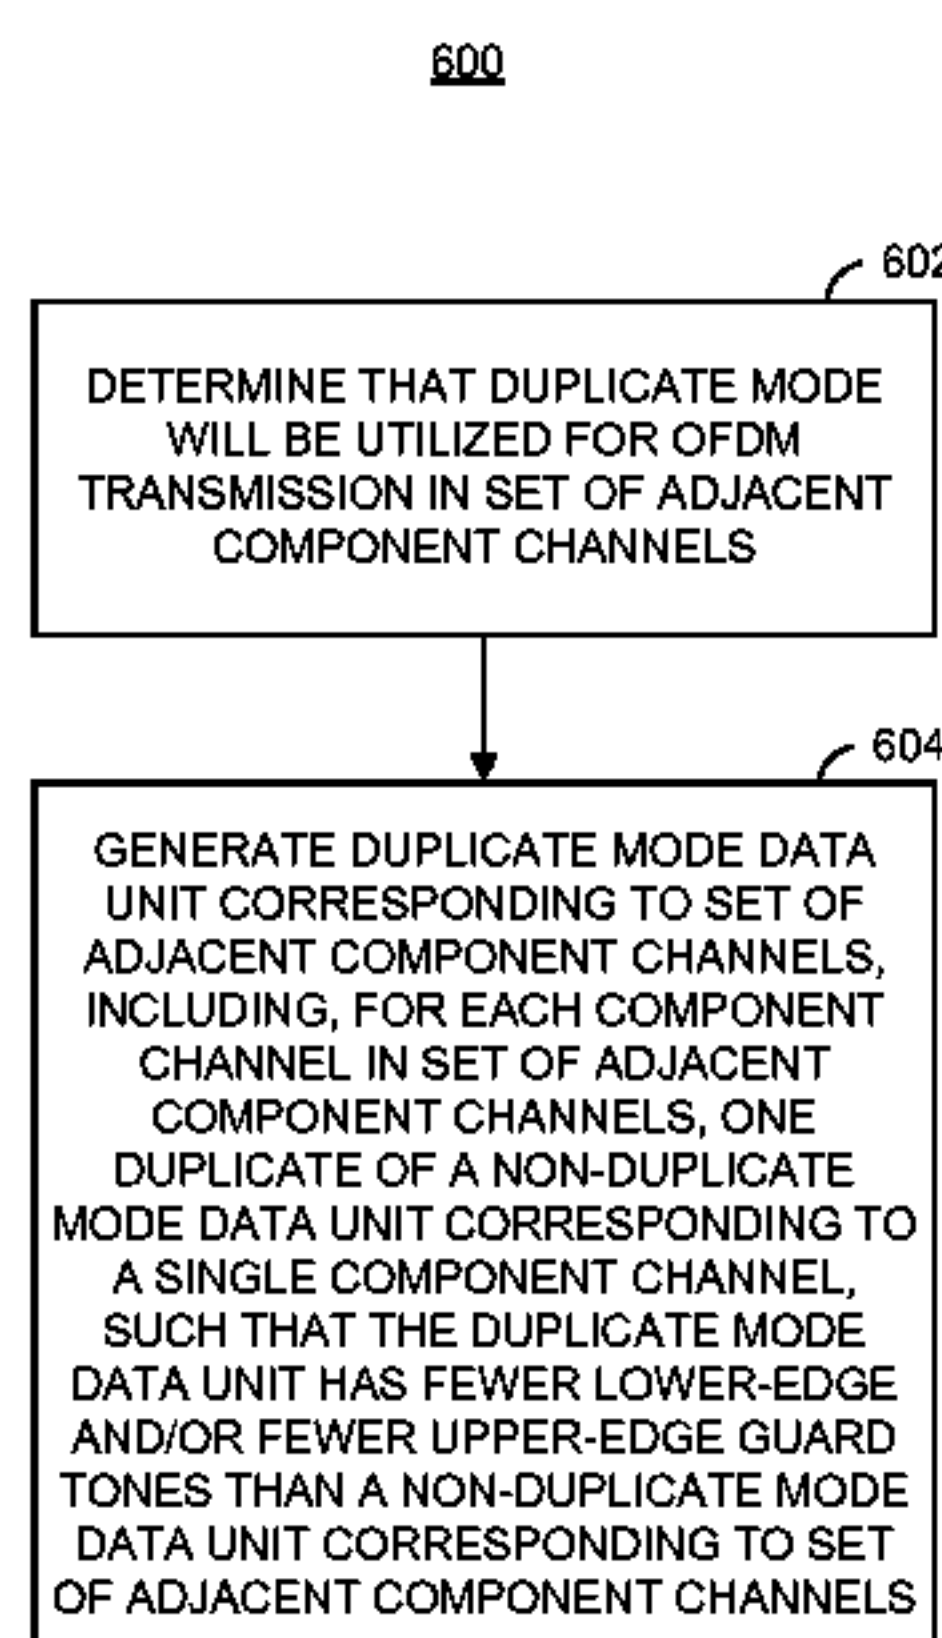 600
602
DETERMINE THAT DUPLICATE MODE
WILL BE UTILIZED FOR OFDM
TRANSMISSION IN SET OF ADJACENT
COMPONENT CHANNELS
604
GENERATE DUPLICATE MODE DATA
UNIT CORRESPONDING TO SET OF
ADJACENT COMPONENT CHANNELS,
INCLUDING, FOR EACH COMPONENT
CHANNEL IN SET OF ADJACENT
COMPONENT CHANNELS, ONE
DUPLICATE OF A NON-DUPLICATE
MODE DATA UNIT CORRESPONDING TO
A SINGLE COMPONENT CHANNEL,
SUCH THAT THE DUPLICATE MODE
DATA UNIT HAS FEWER LOWER-EDGE
AND/OR FEWER UPPER-EDGE GUARD
TONES THAN A NON-DUPLICATE MODE
DATA UNIT CORRESPONDING TO SET
OF ADJACENT COMPONENT CHANNELS